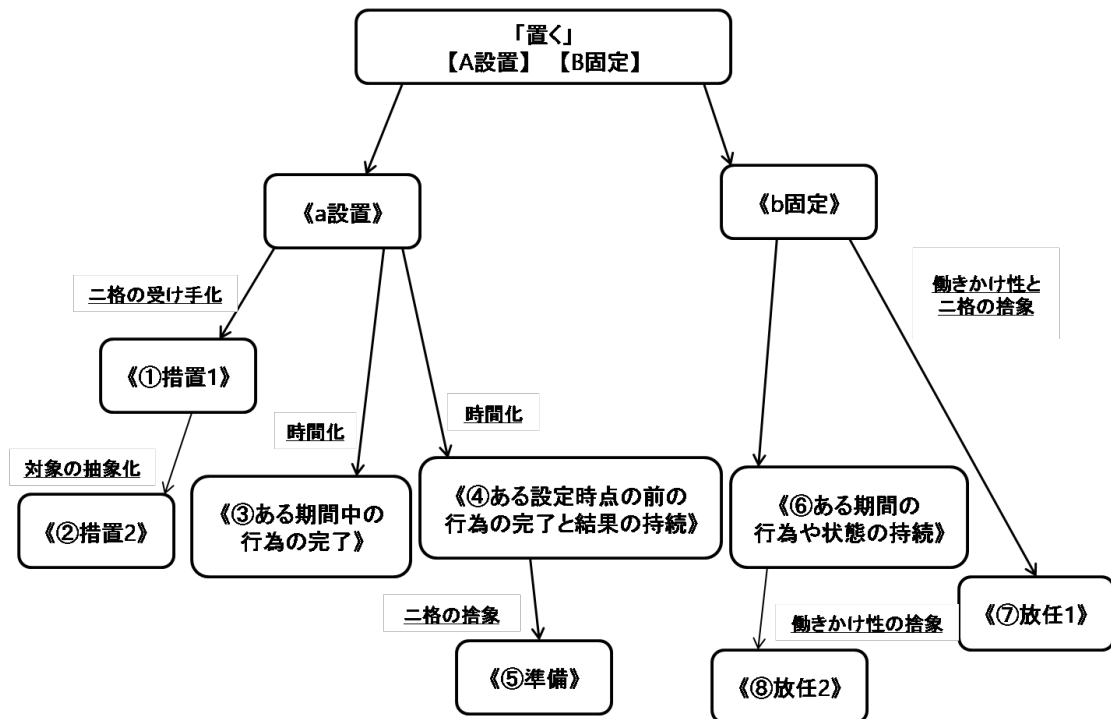 「置く」
【A設置】 【B固定】
《a設置》
《b固定》
ニ格の受け手化
働きかけ性と
ニ格の捨象
《①措置1》
時間化
時間化
対象の抽象化
《②措置2》
《③ある期間中の
行為の完了》
《④ある設定時点の前の
行為の完了と結果の持続》
《⑥ある期間の
行為や状態の持続》
ニ格の捨象
働きかけ性の捨象
《⑦放任1》
《⑤準備》
《⑧放任2》